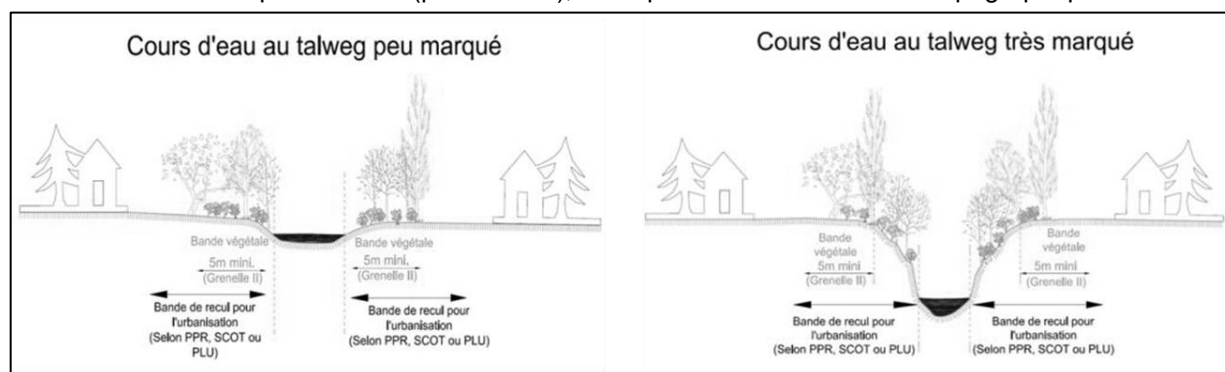 Cours d'eau au talweg peu marqué
Bande végétale
5m mini.
(Grenelle II)
Bande de recul pour
l'urbanisation
(Selon PPR, SCOT ou
PLU)
Bande végétale
5m mini.
(Grenelle II)
Bande de recul pour
l'urbanisation
(Selon PPR, SCOT ou PLU)
Cours d'eau au talweg très marqué
Bande
végétale
5m mini
(Grenelle II)
Bande de recul pour
l'urbanisation
(Selon PPR, SCOT ou PLU)
Bande
végétale
5m mini
(Grenelle II)
Bande de recul pour
l'urbanisation
(Selon PPR, SCOT ou PLU)